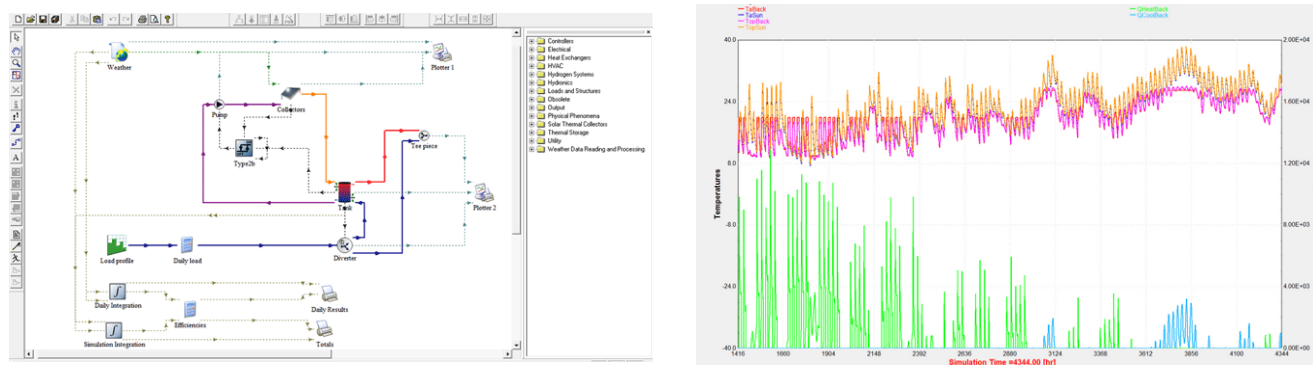 Weather
Plotter 1
Pump
Collectors
Type2b
Tee piece
Tank
Plotter 2
Load profile
Daily load
Diverter
Daily Integration
Efficiencies
Daily Results
Simulation Integration
Totals
Controllers
Electrical
Heat Exchangers
HVAC
Hydrogen Systems
Hydronics
Loads and Structures
Obsolete
Output
Physical Phenomena
Solar Thermal Collectors
Thermal Storage
Utility
Weather Data Reading and Processing
TaiBack
TaiSun
TopBack
TopSun
QHeatBack
QCoolBack
Temperatures
40.0
24.0
8.0
-8.0
-24.0
-40.0
2.00E+04
1.60E+04
1.20E+04
8.00E+03
4.00E+03
0.00E+00
1416 1660 1904 2148 2392 2636 2880 3124 3368 3612 3856 4100 4344
Simulation Time =4344.00 [hr]